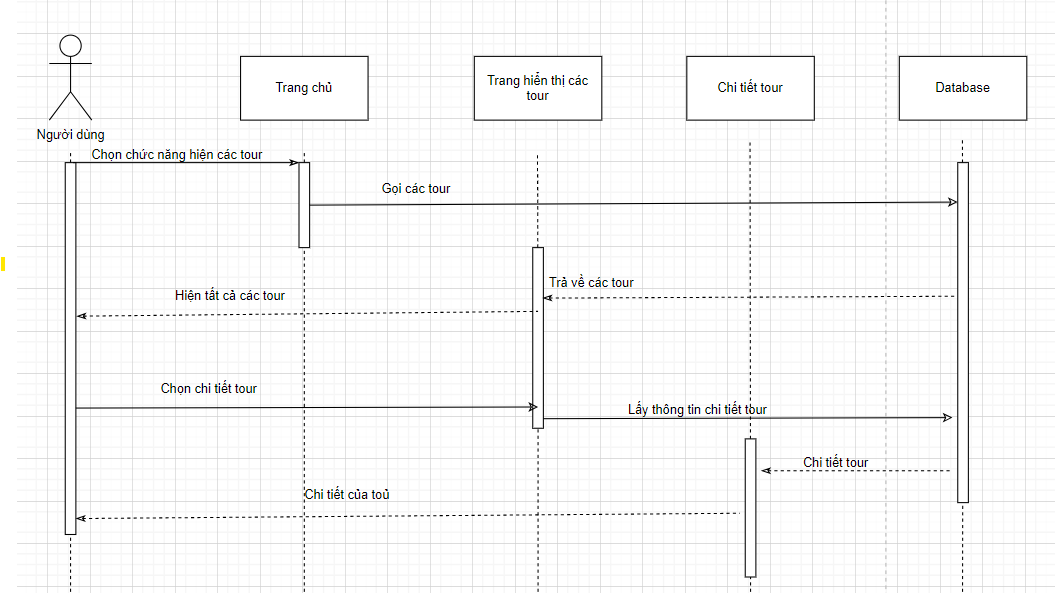 Trang chủ
Trang hiển thị các
tour
Chi tiết tour
Database
Người dùng
Chọn chức năng hiện các tour
Gọi các tour
Trả về các tour
Hiện tất cả các tour
Chọn chi tiết tour
Lấy thông tin chi tiết tour
Chi tiết tour
Chi tiết của toủ